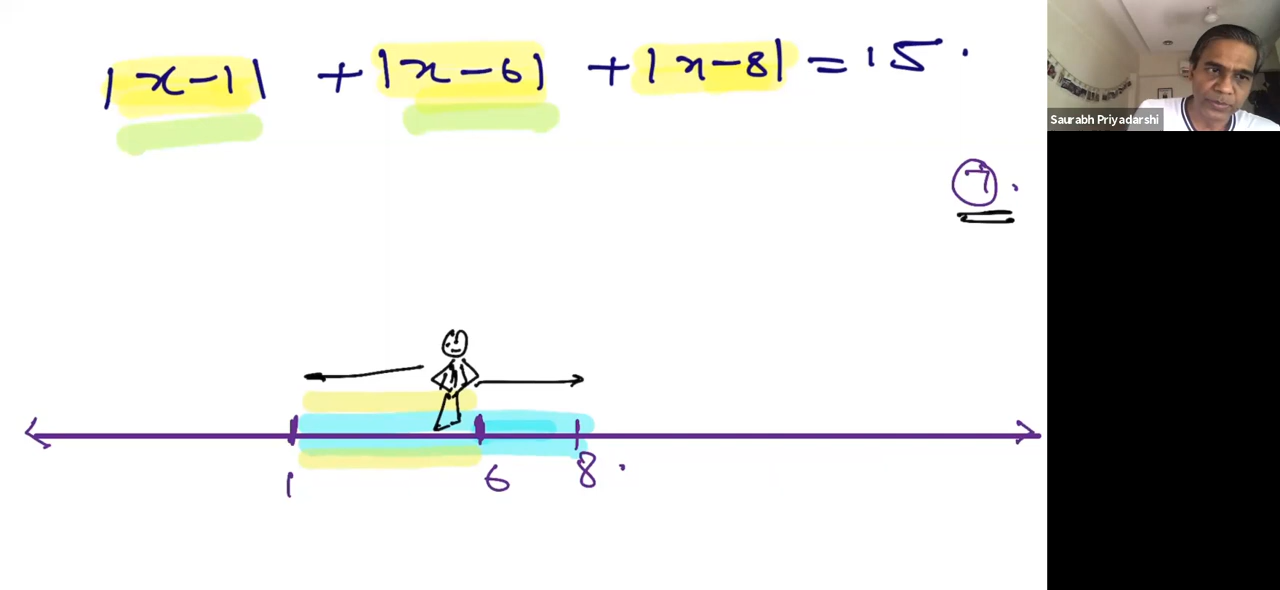 |x-1| + |x-6| + |x-8| = 15.
Saurabh Priyadarshi
7.
1 6 8.